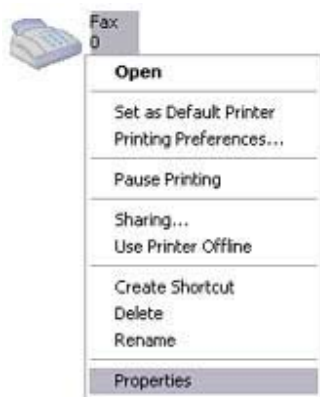 Fax
0
Open
Set as Default Printer
Printing Preferences...
Pause Printing
Sharing...
Use Printer Offline
Create Shortcut
Delete
Rename
Properties